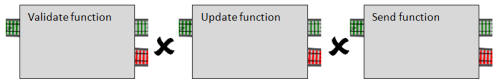 Validate function
Update function
Send function